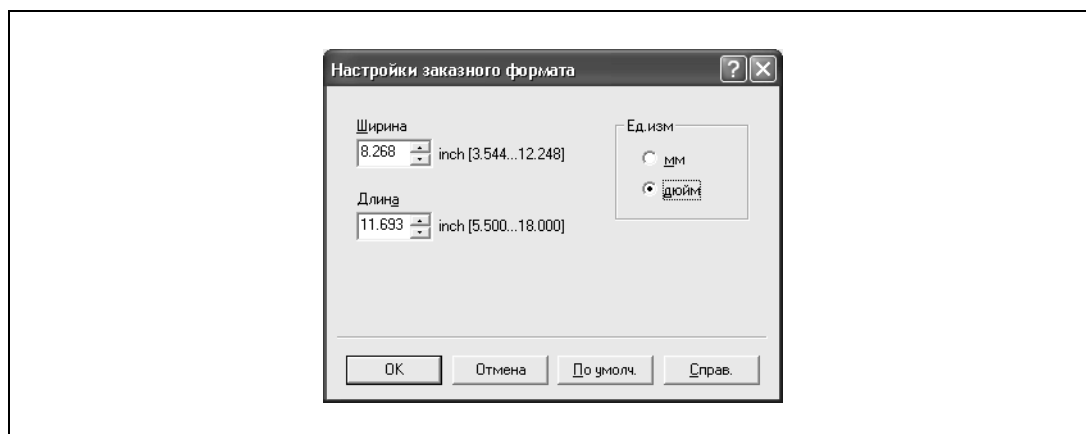 Настройки заказного формата
Ширина
8.268 inch [3.544...12.248]
Длина
11.693 inch [5.500...18.000]
Ед.изм
мм
дюйм
OK
Отмена
По умолч.
Справ.